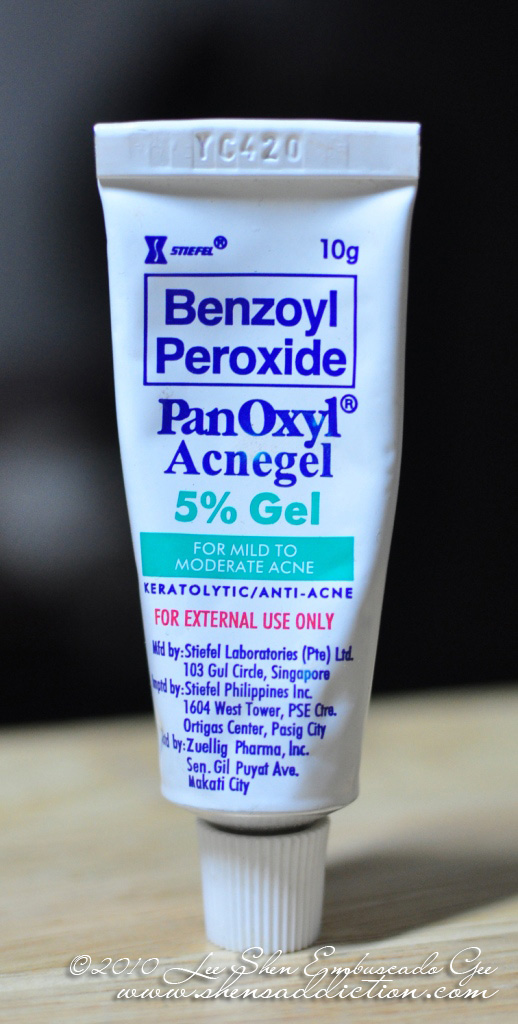 YC420
STIEFEL® 10g
Benzoyl
Peroxide
PanOxyl®
Acnegel
5% Gel
FOR MILD TO
MODERATE ACNE
KERATOLYTIC/ANTI-ACNE
FOR EXTERNAL USE ONLY
Mfd by:Stiefel Laboratories (Pte) Ltd.
103 Gul Circle, Singapore
mptd by:Stiefel Philippines Inc.
1604 West Tower, PSE Ctre.
Ortigas Center, Pasig City
by:Zuellig Pharma, Inc.
Sen. Gil Puyat Ave.
Makati City
©2010 Lee Shen Embuscado Gee
www.shensaddiction.com